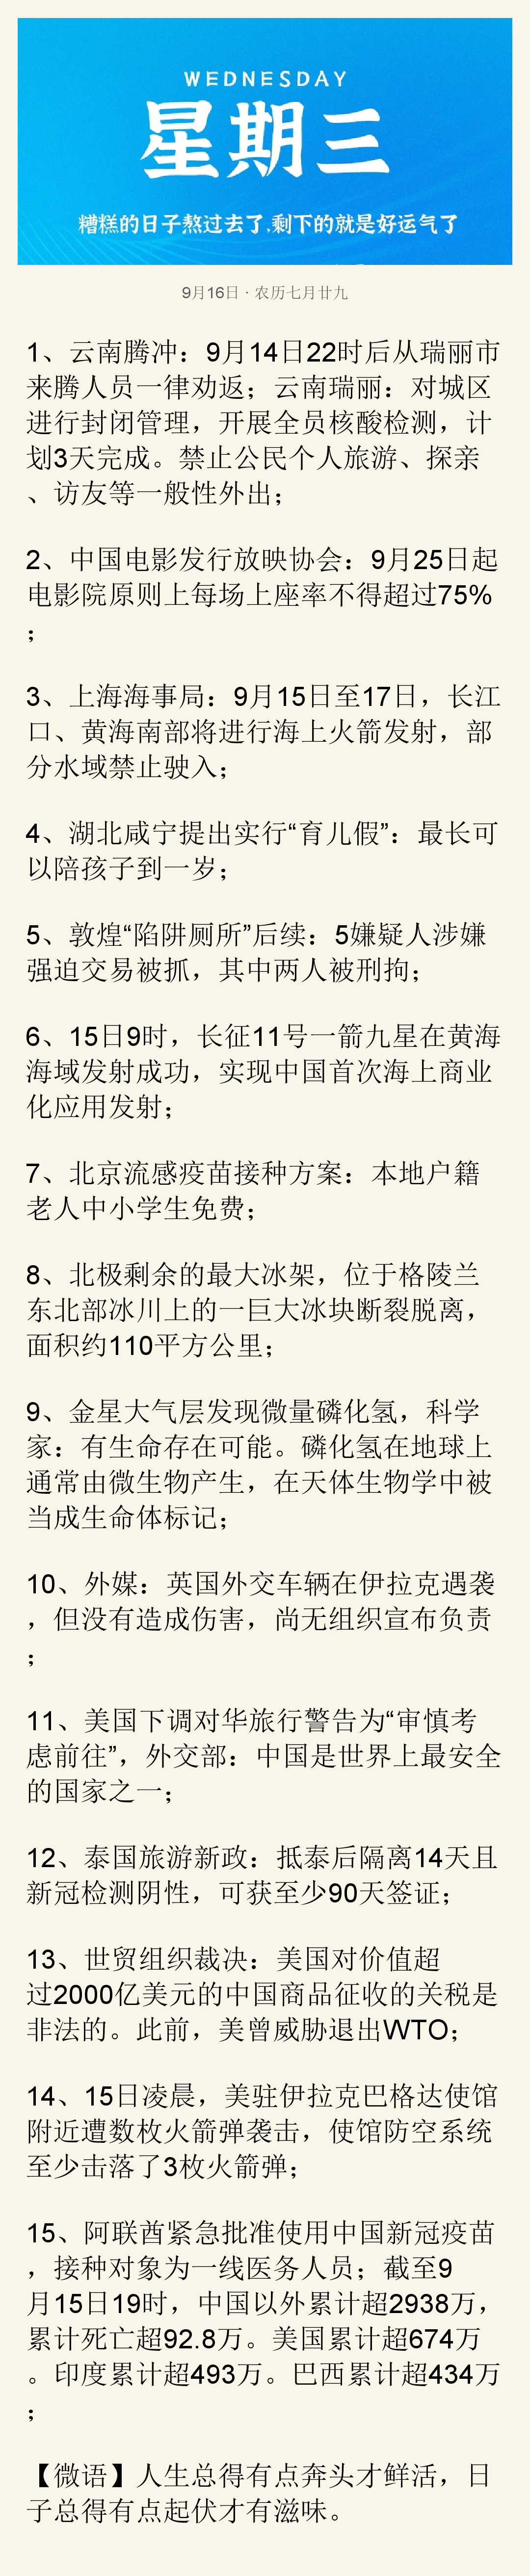 WEDNESDAY
星期三
糟糕的日子熬过去了,剩下的就是好运气了
9月16日 · 农历七月廿九
1、云南腾冲：9月14日22时后从瑞丽市
来腾人员一律劝返；云南瑞丽：对城区
进行封闭管理，开展全员核酸检测，计
划3天完成。禁止公民个人旅游、探亲
、访友等一般性外出；
2、中国电影发行放映协会：9月25日起
电影院原则上每场上座率不得超过75%
；
3、上海海事局：9月15日至17日，长江
口、黄海南部将进行海上火箭发射，部
分水域禁止驶入；
4、湖北咸宁提出实行“育儿假”：最长可
以陪孩子到一岁；
5、敦煌“陷阱厕所”后续：5嫌疑人涉嫌
强迫交易被抓，其中两人被刑拘；
6、15日9时，长征11号一箭九星在黄海
海域发射成功，实现中国首次海上商业
化应用发射；
7、北京流感疫苗接种方案：本地户籍
老人中小学生免费；
8、北极剩余的最大冰架，位于格陵兰
东北部冰川上的一巨大冰块断裂脱离，
面积约110平方公里；
9、金星大气层发现微量磷化氢，科学
家：有生命存在可能。磷化氢在地球上
通常由微生物产生，在天体生物学中被
当成生命体标记；
10、外媒：英国外交车辆在伊拉克遇袭
，但没有造成伤害，尚无组织宣布负责
；
11、美国下调对华旅行警告为“审慎考
虑前往”，外交部：中国是世界上最安全
的国家之一；
12、泰国旅游新政：抵泰后隔离14天且
新冠检测阴性，可获至少90天签证；
13、世贸组织裁决：美国对价值超
过2000亿美元的中国商品征收的关税是
非法的。此前，美曾威胁退出WTO；
14、15日凌晨，美驻伊拉克巴格达使馆
附近遭数枚火箭弹袭击，使馆防空系统
至少击落了3枚火箭弹；
15、阿联酋紧急批准使用中国新冠疫苗
，接种对象为一线医务人员；截至9
月15日19时，中国以外累计超2938万，
累计死亡超92.8万。美国累计超674万
。印度累计超493万。巴西累计超434万
；
【微语】人生总得有点奔头才鲜活，日
子总得有点起伏才有滋味。